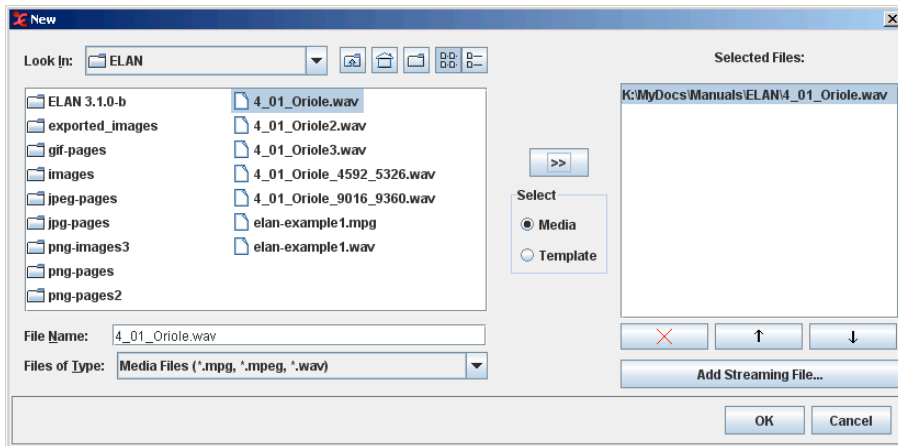 New
Look In: ELAN
Selected Files:
ELAN 3.1.0-b
exported_images
gif-pages
images
jpeg-pages
jpg-pages
png-images3
png-pages
png-pages2
4_01_Oriole.wav
4_01_Oriole2.wav
4_01_Oriole3.wav
4_01_Oriole_4592_5326.wav
4_01_Oriole_9016_9360.wav
elan-example1.mpg
elan-example1.wav
>>
Select
Media
Template
K:\MyDocs\Manuals\ELAN\4_01_Oriole.wav
File Name: 4_01_Oriole.wav
Files of Type: Media Files (*.mpg, *.mpeg, *.wav)
Add Streaming File...
OK Cancel